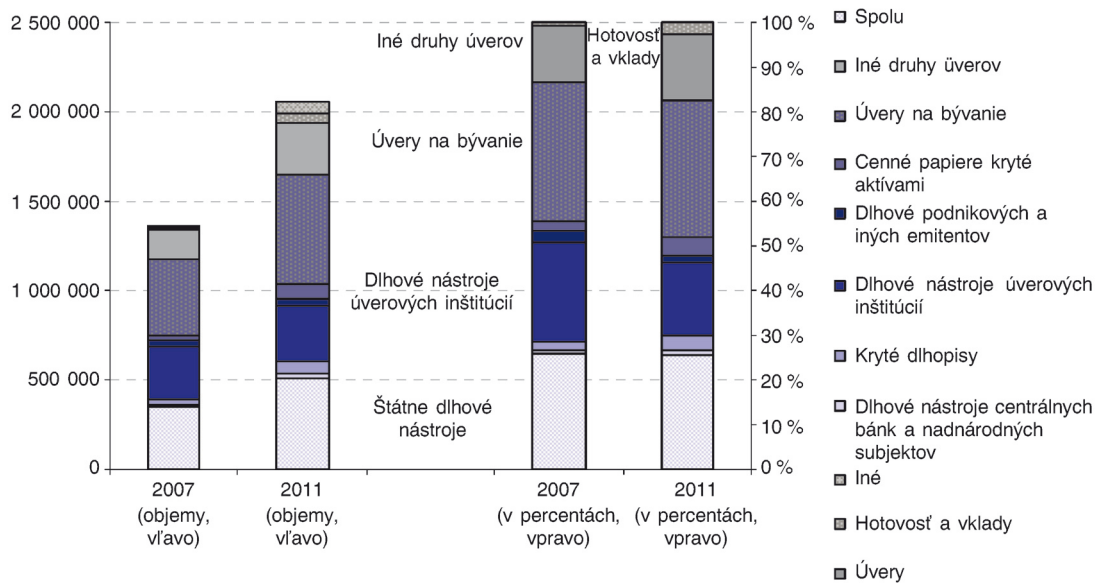 2 500 000
2 000 000
1 500 000
1 000 000
500 000
0
Iné druhy úverov
Hotovosť
a vklady
Úvery na bývanie
Dlhové nástroje
úverových inštitúcií
Štátne dlhové
nástroje
100 %
90 %
80 %
70 %
60 %
50 %
40 %
30 %
20 %
10 %
0 %
2007
(objemy,
vľavo)
2011
(objemy,
vľavo)
2007
(v percentách,
vpravo)
2011
(v percentách,
vpravo)
Spolu
Iné druhy üverov
Úvery na bývanie
Cenné papiere kryté
aktívami
Dlhové podnikových a
iných emitentov
Dlhové nástroje úverových
inštitúcií
Kryté dlhopisy
Dlhové nástroje centrálnych
bánk a nadnárodných
subjektov
Iné
Hotovosť a vklady
Úvery